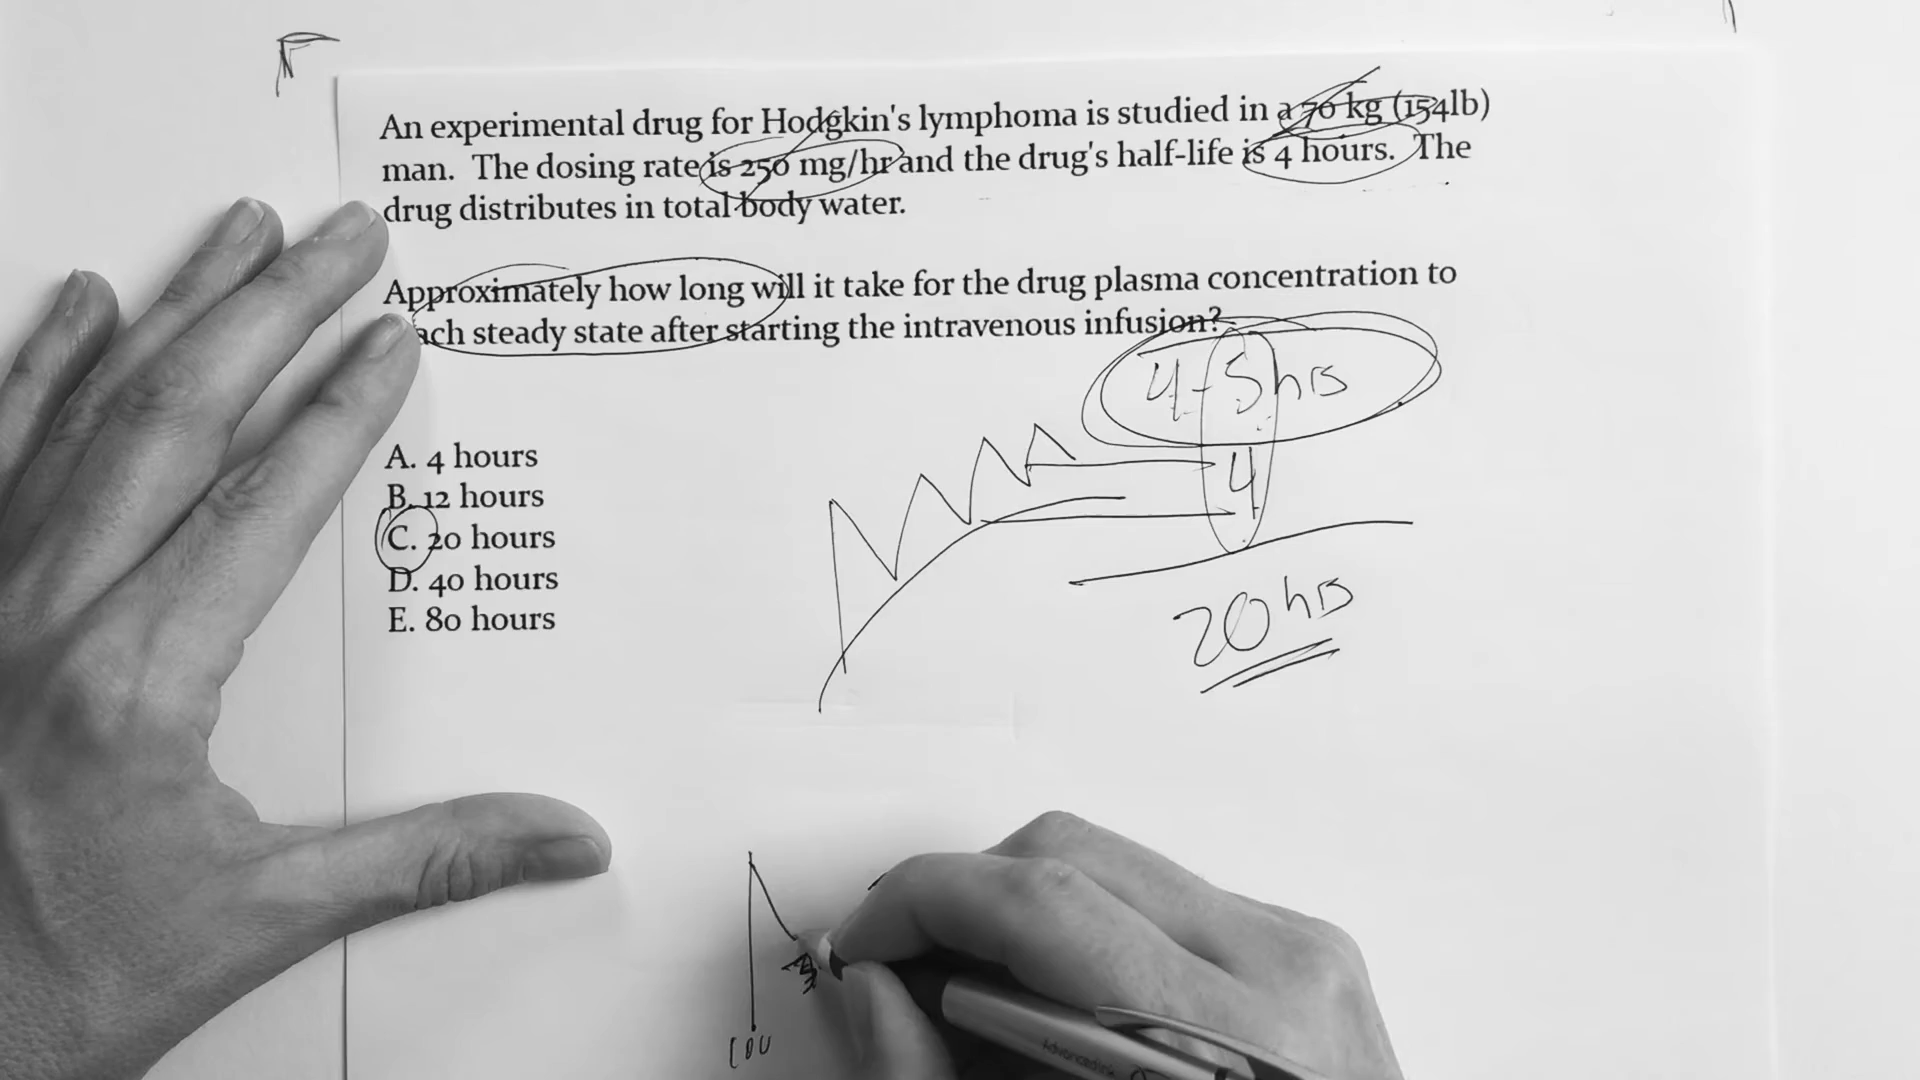 An experimental drug for Hodgkin's lymphoma is studied in a 70 kg (154lb)
man. The dosing rate is 250 mg/hr and the drug's half-life is 4 hours. The
drug distributes in total body water.
Approximately how long will it take for the drug plasma concentration to
ach steady state after starting the intravenous infusion?
4-5 hrs
4
20 hrs
A. 4 hours
B. 12 hours
C. 20 hours
D. 40 hours
E. 80 hours